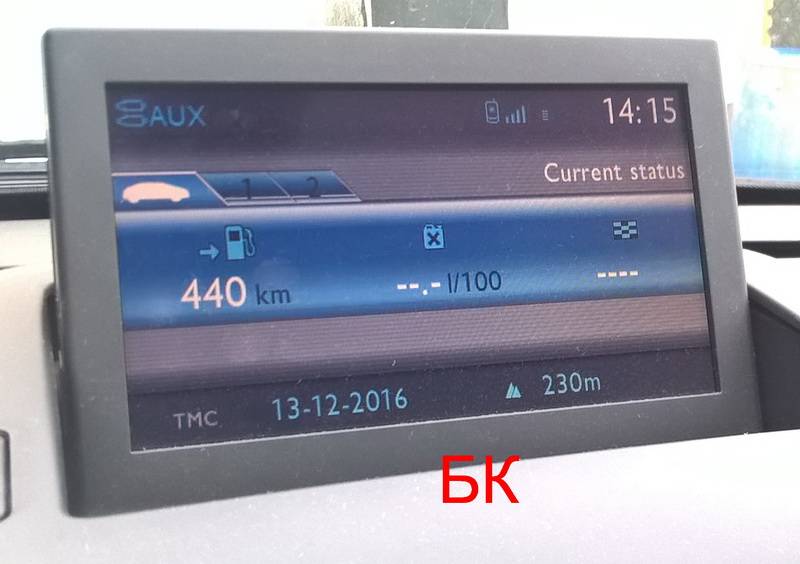 AUX 14:15
Current status
1 2
440 km --.- l/100 ----
TMC 13-12-2016 230m
БК